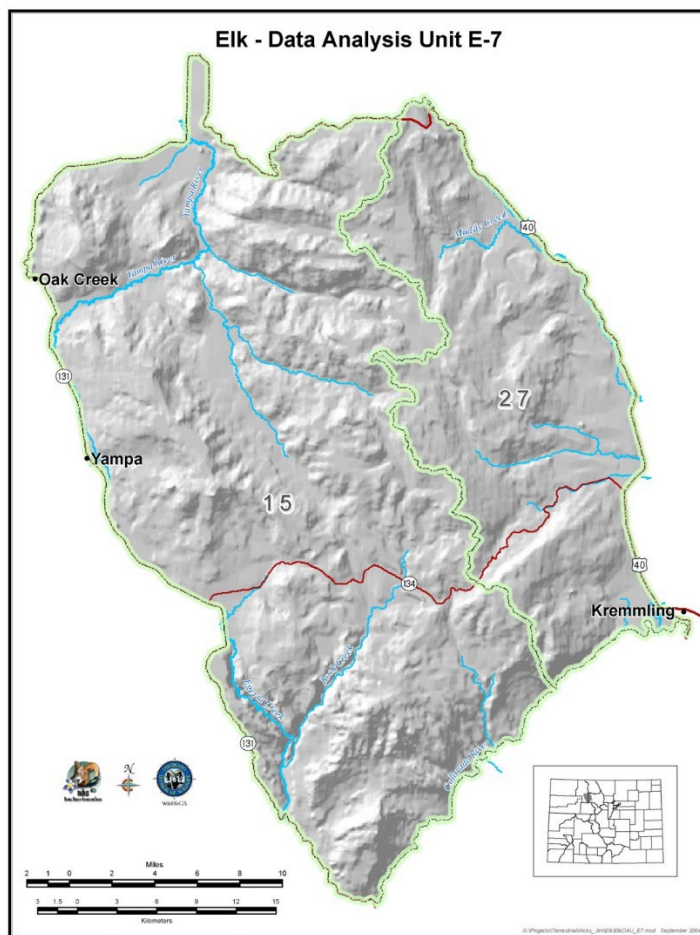 Elk - Data Analysis Unit E-7
Yampa River
Muddy Creek
40
Yampa River
Oak Creek
131
27
Yampa
15
134
40
Kremmling
Rock Creek
Egeria Creek
131
Colorado River
N
Miles
2 1 0 2 4 6 8 10
3 1.5 0 3 6 9 12 15
Kilometers